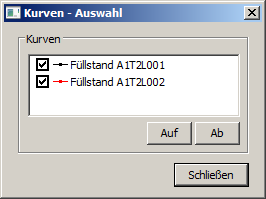 Kurven - Auswahl
Kurven
Füllstand A1T2L001
Füllstand A1T2L002
Auf Ab
Schließen